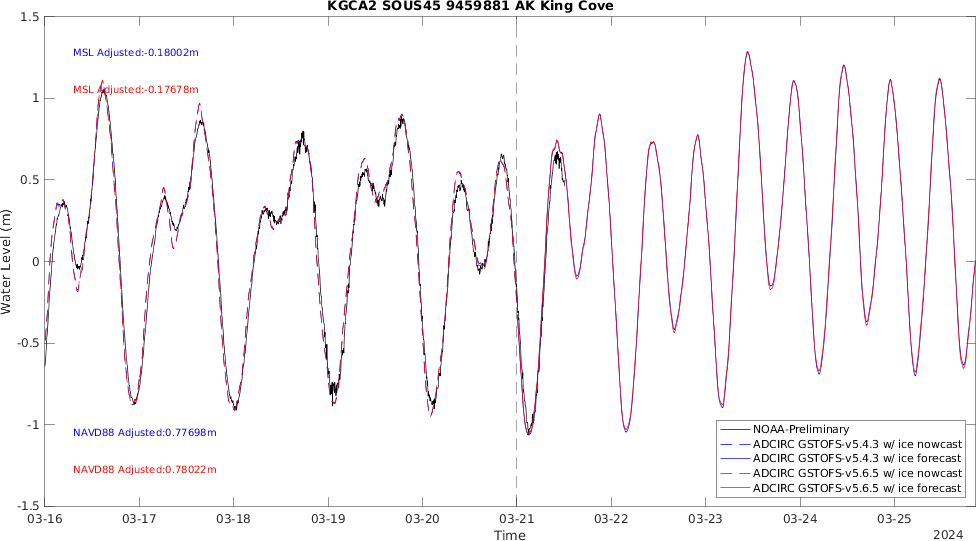 KGCA2 SOUS45 9459881 AK King Cove
1.5
1
0.5
0
-0.5
-1
-1.5
Water Level (m)
MSL Adjusted:-0.18002m
MSL Adjusted:-0.17678m
NAVD88 Adjusted:0.77698m
NAVD88 Adjusted:0.78022m
NOAA-Preliminary
ADCIRC GSTOFS-v5.4.3 w/ ice nowcast
ADCIRC GSTOFS-v5.4.3 w/ ice forecast
ADCIRC GSTOFS-v5.6.5 w/ ice nowcast
ADCIRC GSTOFS-v5.6.5 w/ ice forecast
03-16 03-17 03-18 03-19 03-20 03-21 03-22 03-23 03-24 03-25
Time
2024